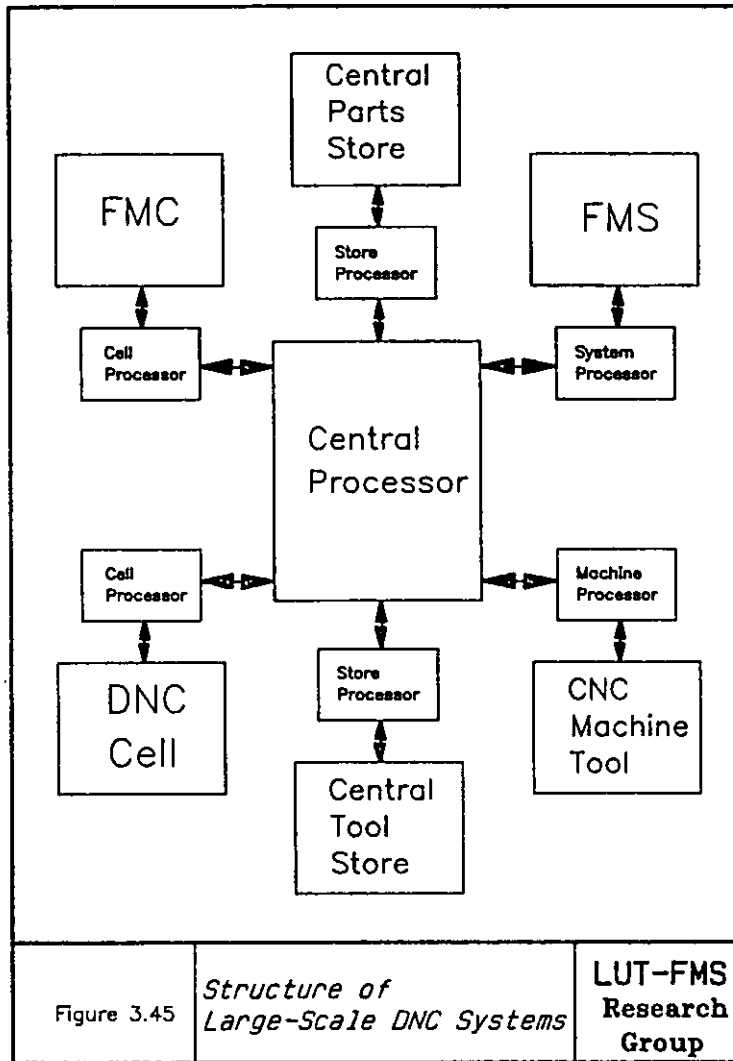 Central
Parts
Store
FMC
FMS
Store
Processor
Cell
Processor
System
Processor
Central
Processor
Cell
Processor
Machine
Processor
Store
Processor
DNC
Cell
CNC
Machine
Tool
Central
Tool
Store
Figure 3.45
Structure of
Large-Scale DNC Systems
LUT-FMS
Research
Group